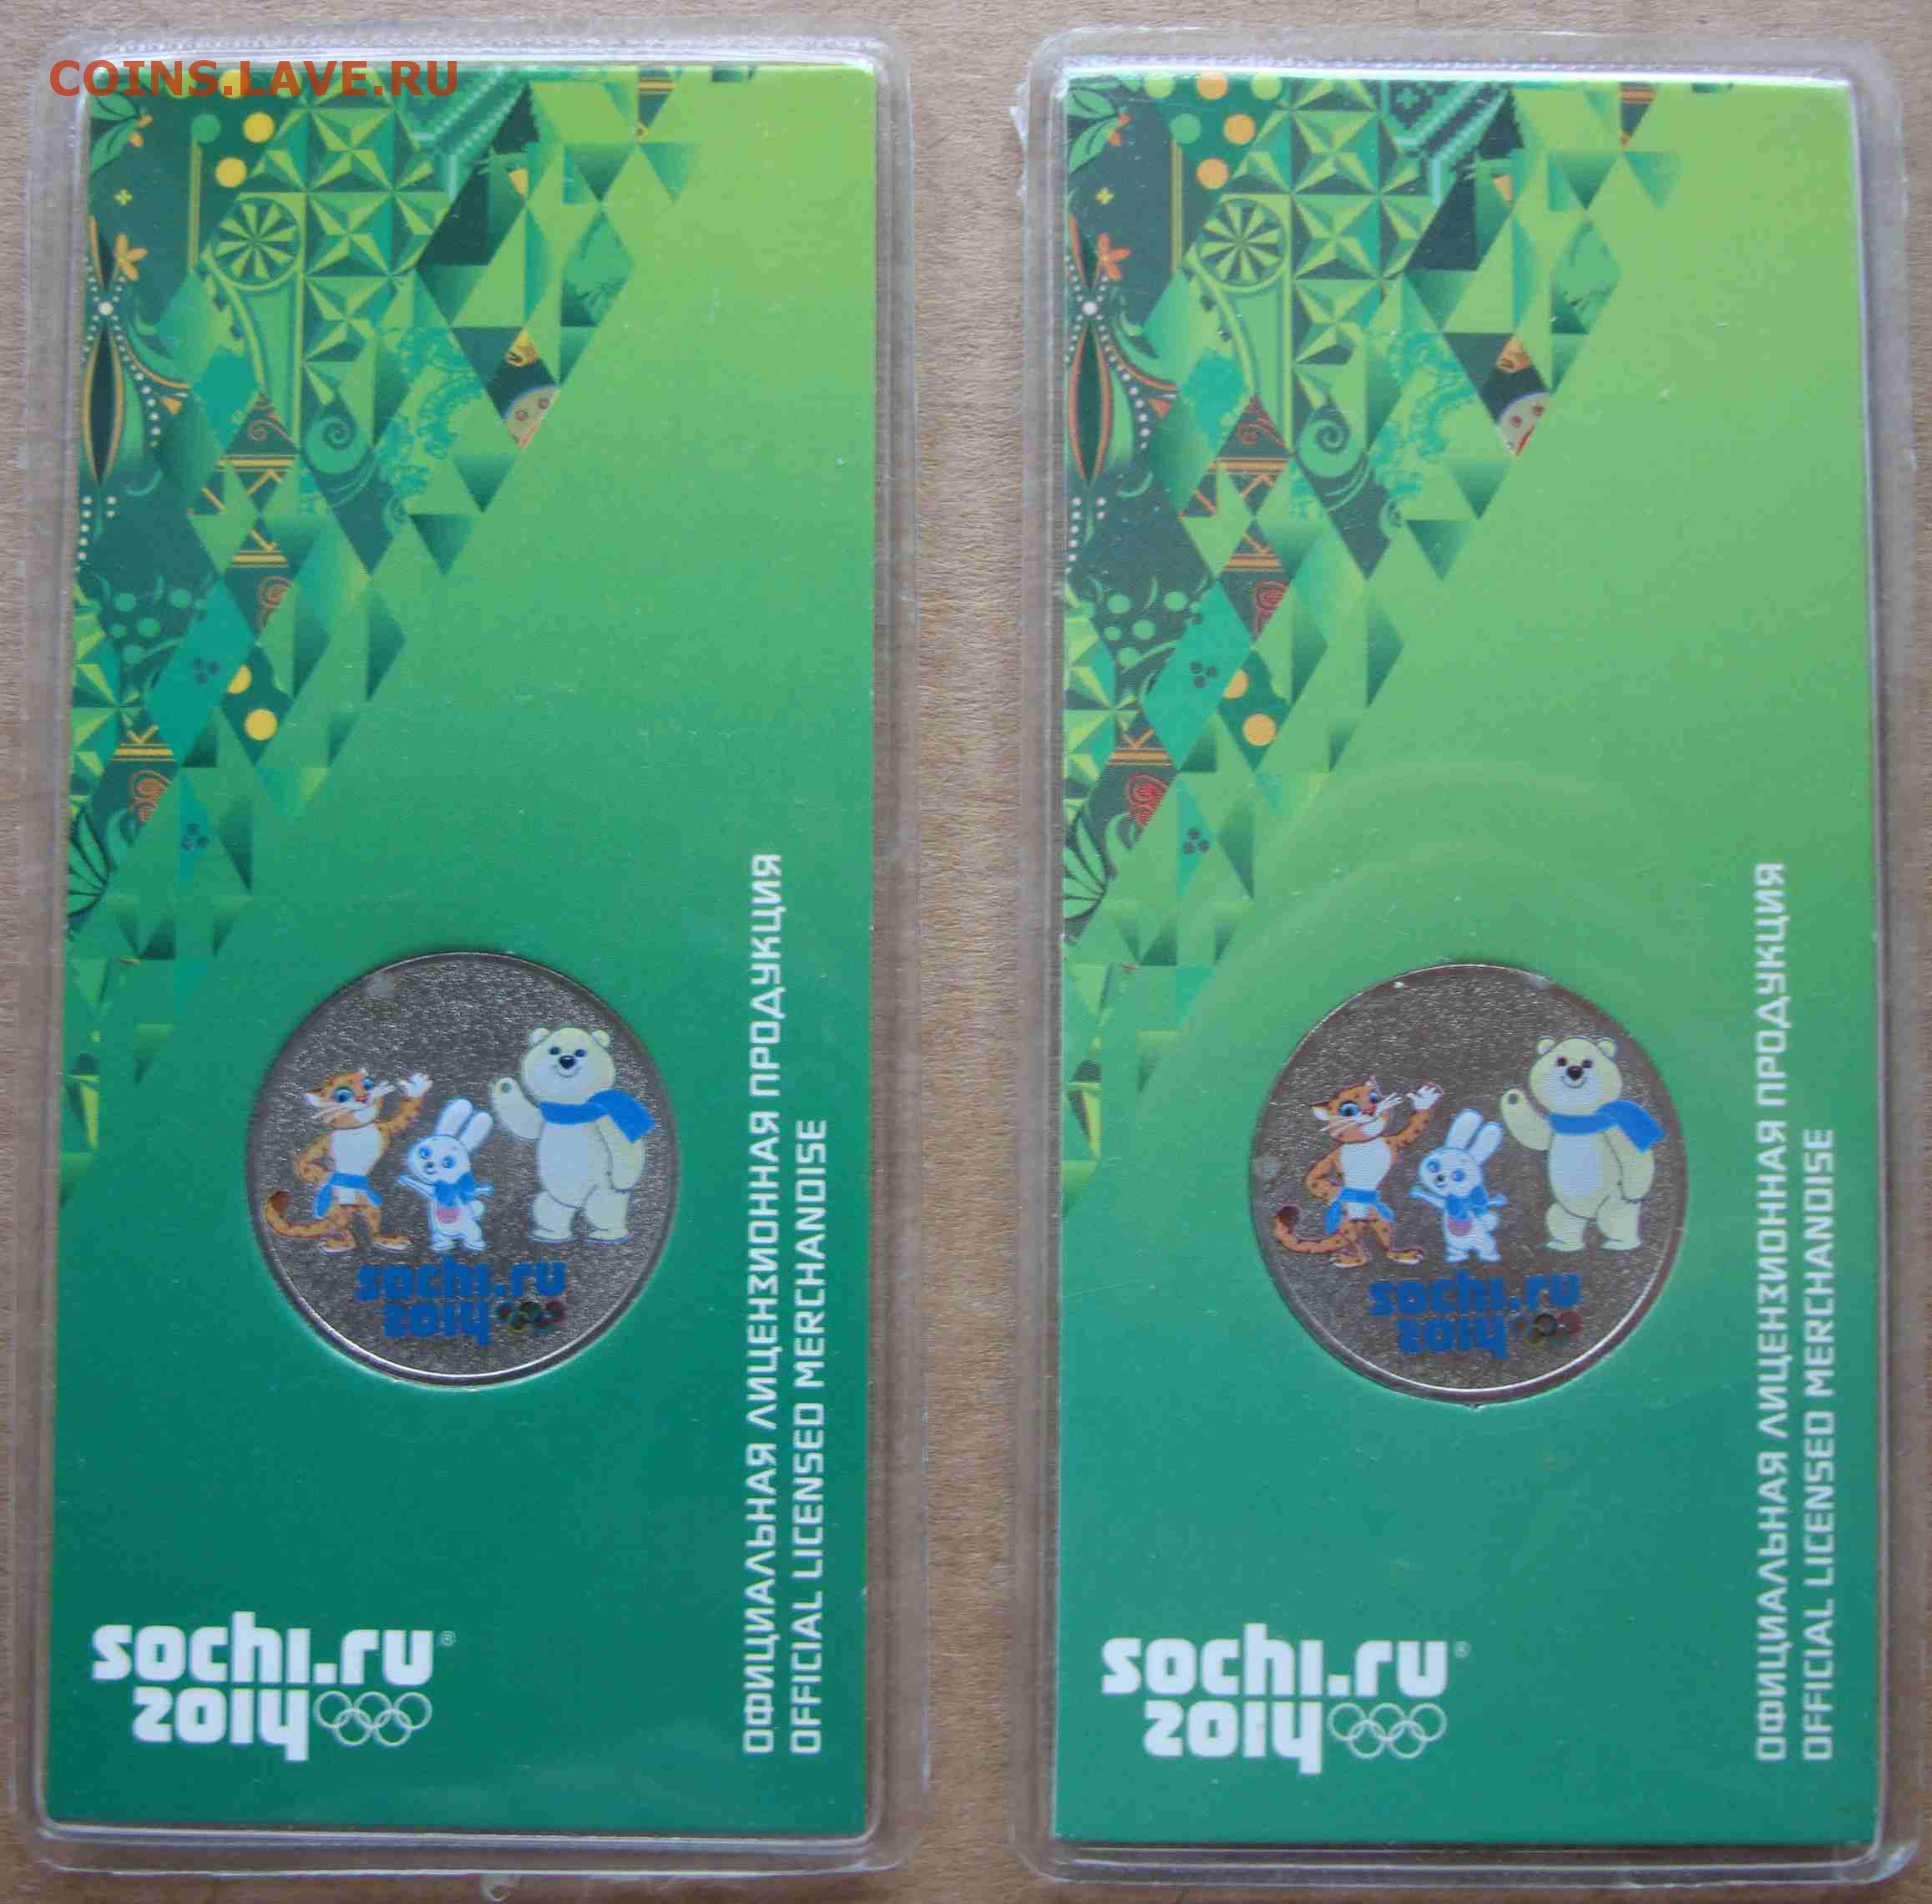 COINS.LAVE.RU
sochi.ru
2014
ОФИЦИАЛЬНАЯ ЛИЦЕНЗИОННАЯ ПРОДУКЦИЯ
OFFICIAL LICENSED MERCHANDISE
sochi.ru®
2014
sochi.ru
2014
ОФИЦИАЛЬНАЯ ЛИЦЕНЗИОННАЯ ПРОДУКЦИЯ
OFFICIAL LICENSED MERCHANDISE
sochi.ru®
2014